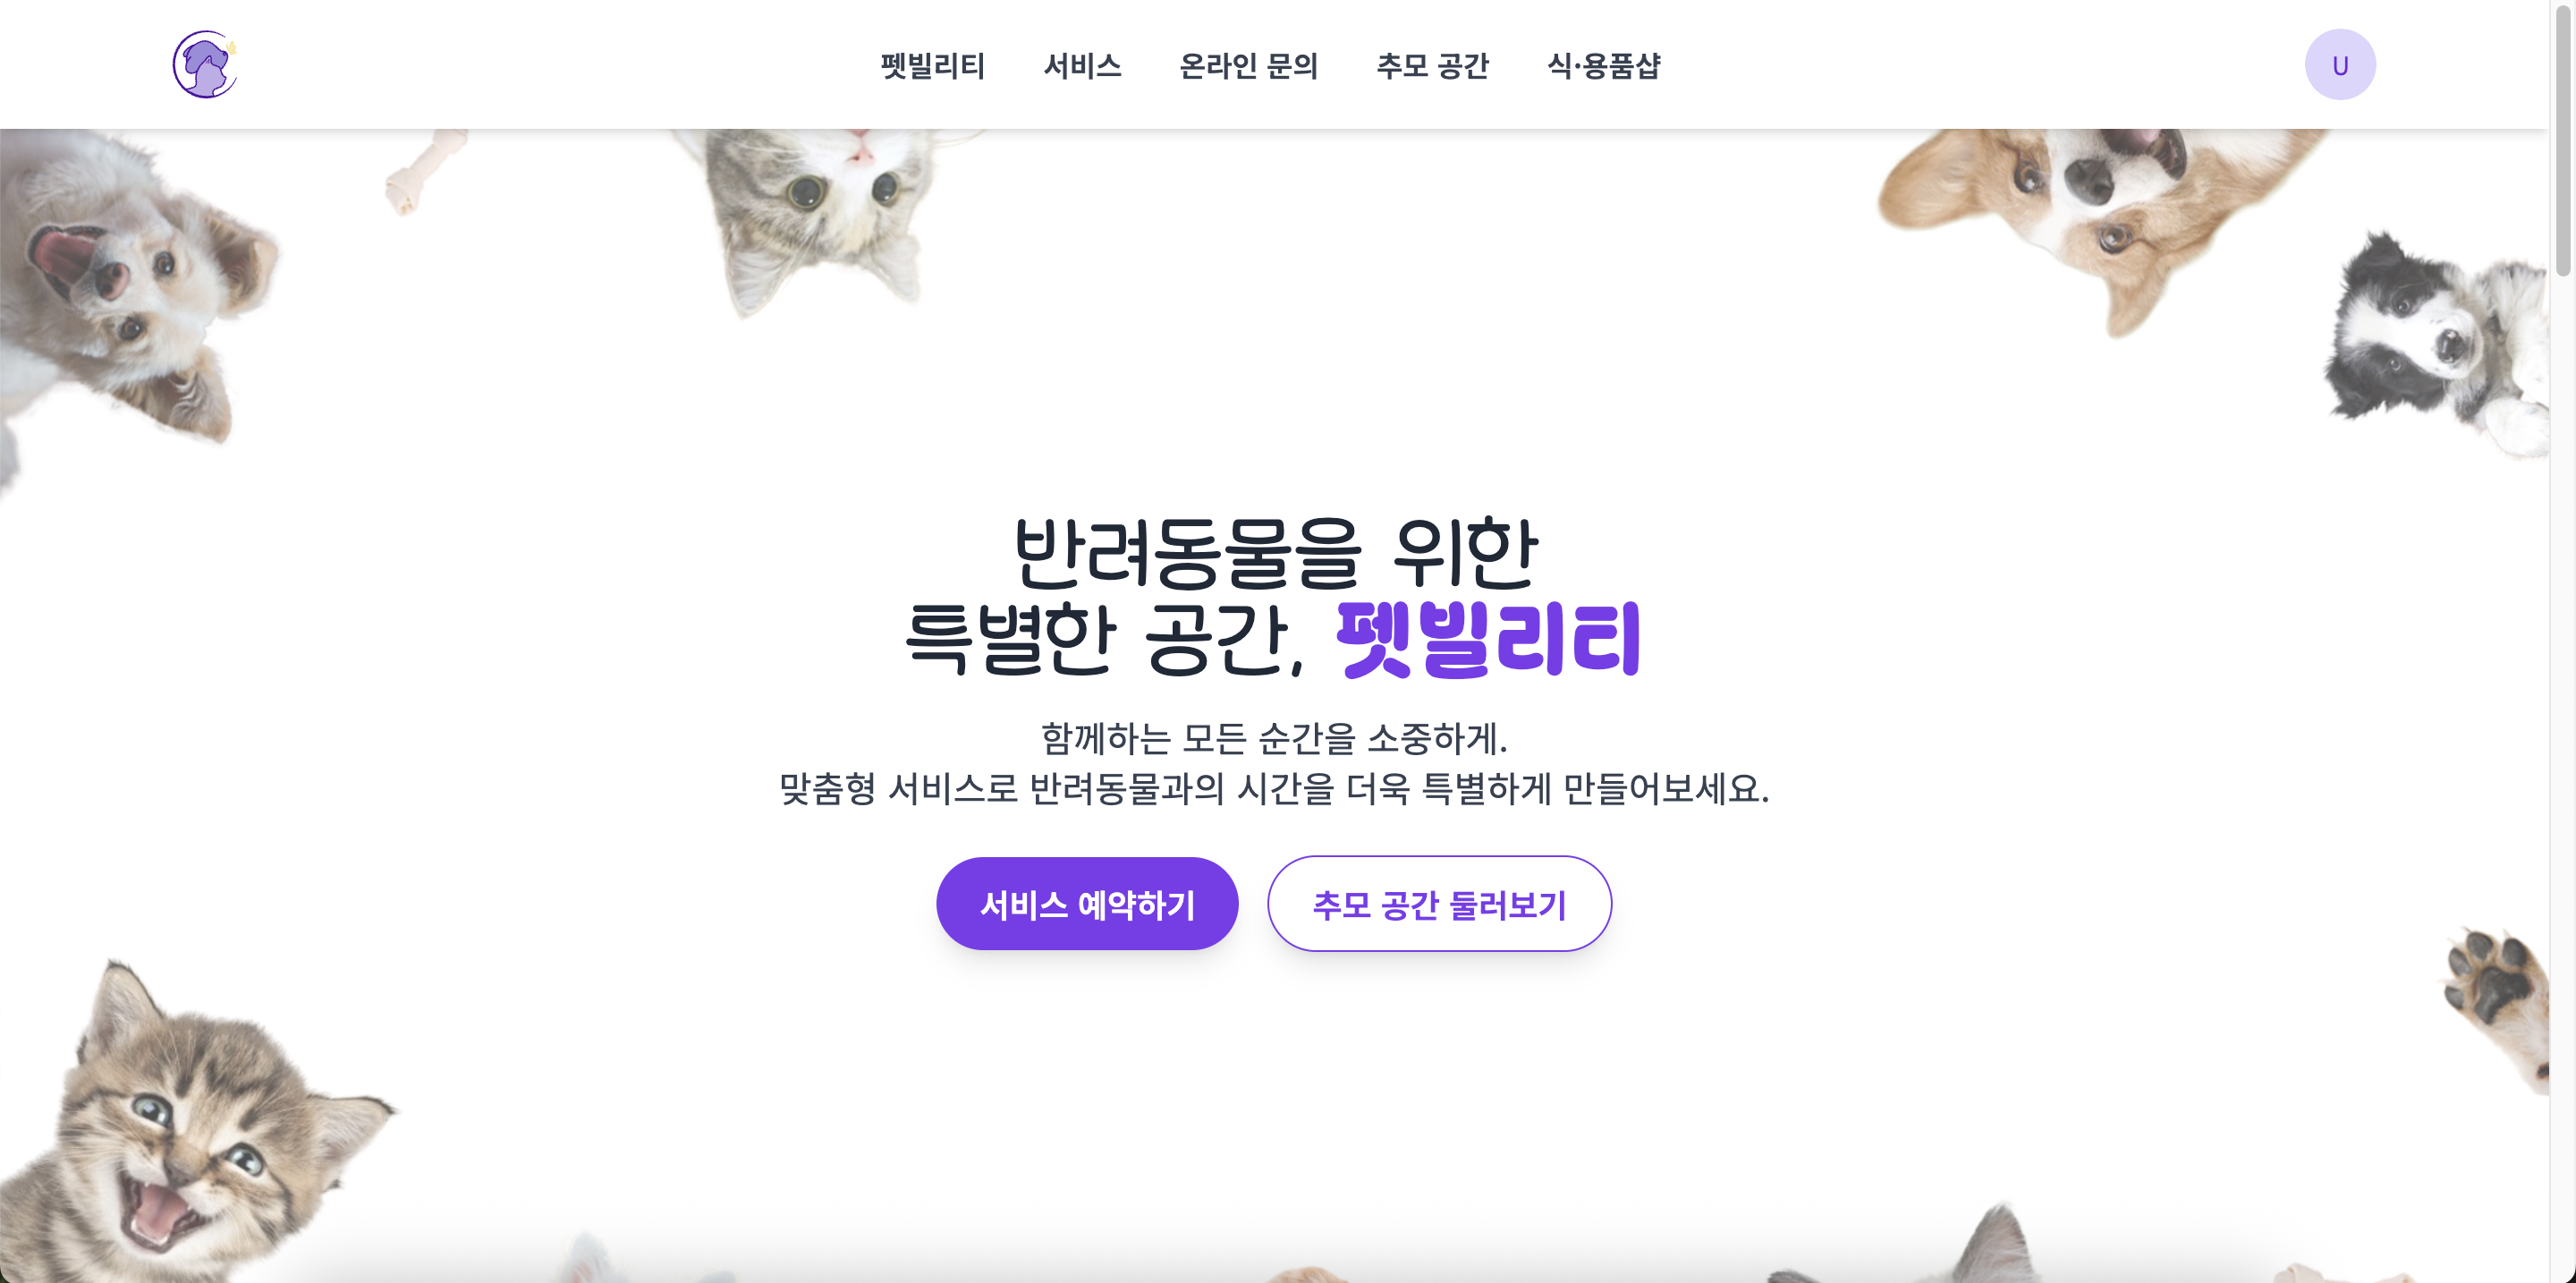 펫빌리티
서비스
온라인 문의
추모 공간
식·용품샵
U
반려동물을 위한
특별한 공간, 펫빌리티
함께하는 모든 순간을 소중하게.
맞춤형 서비스로 반려동물과의 시간을 더욱 특별하게 만들어보세요.
서비스 예약하기
추모 공간 둘러보기